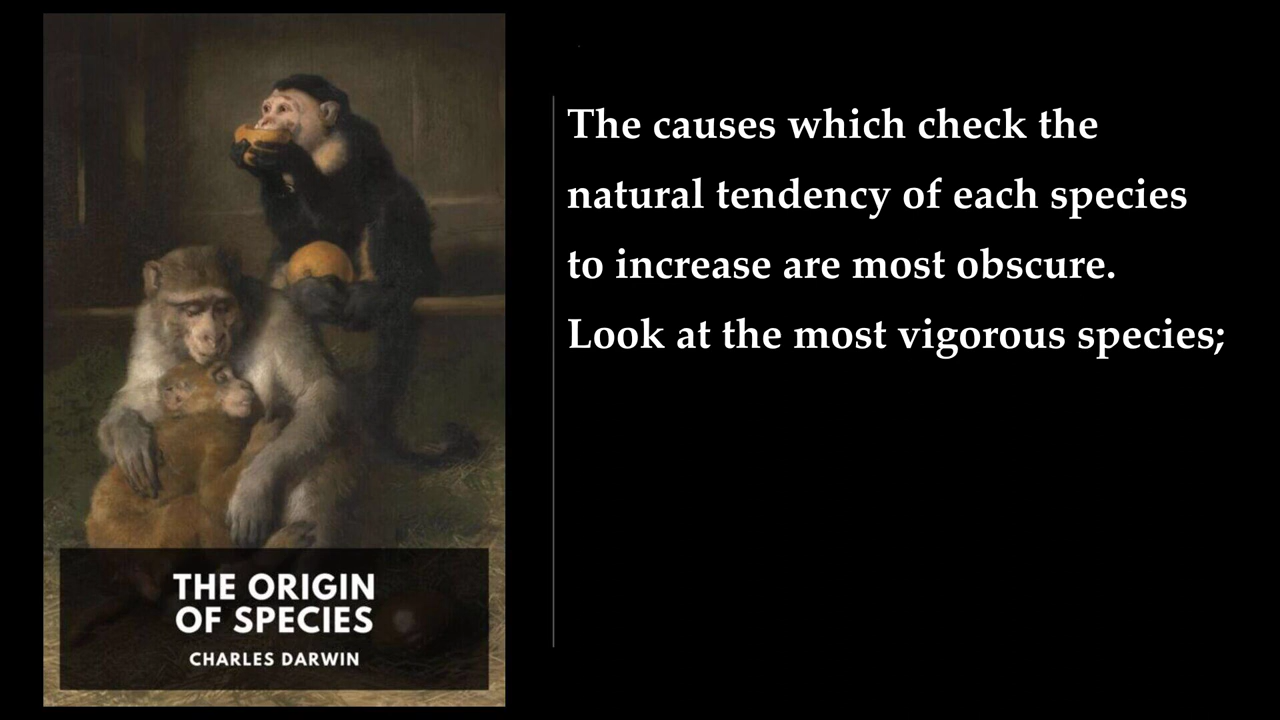 The causes which check the
natural tendency of each species
to increase are most obscure.
Look at the most vigorous species;
THE ORIGIN
OF SPECIES
CHARLES DARWIN